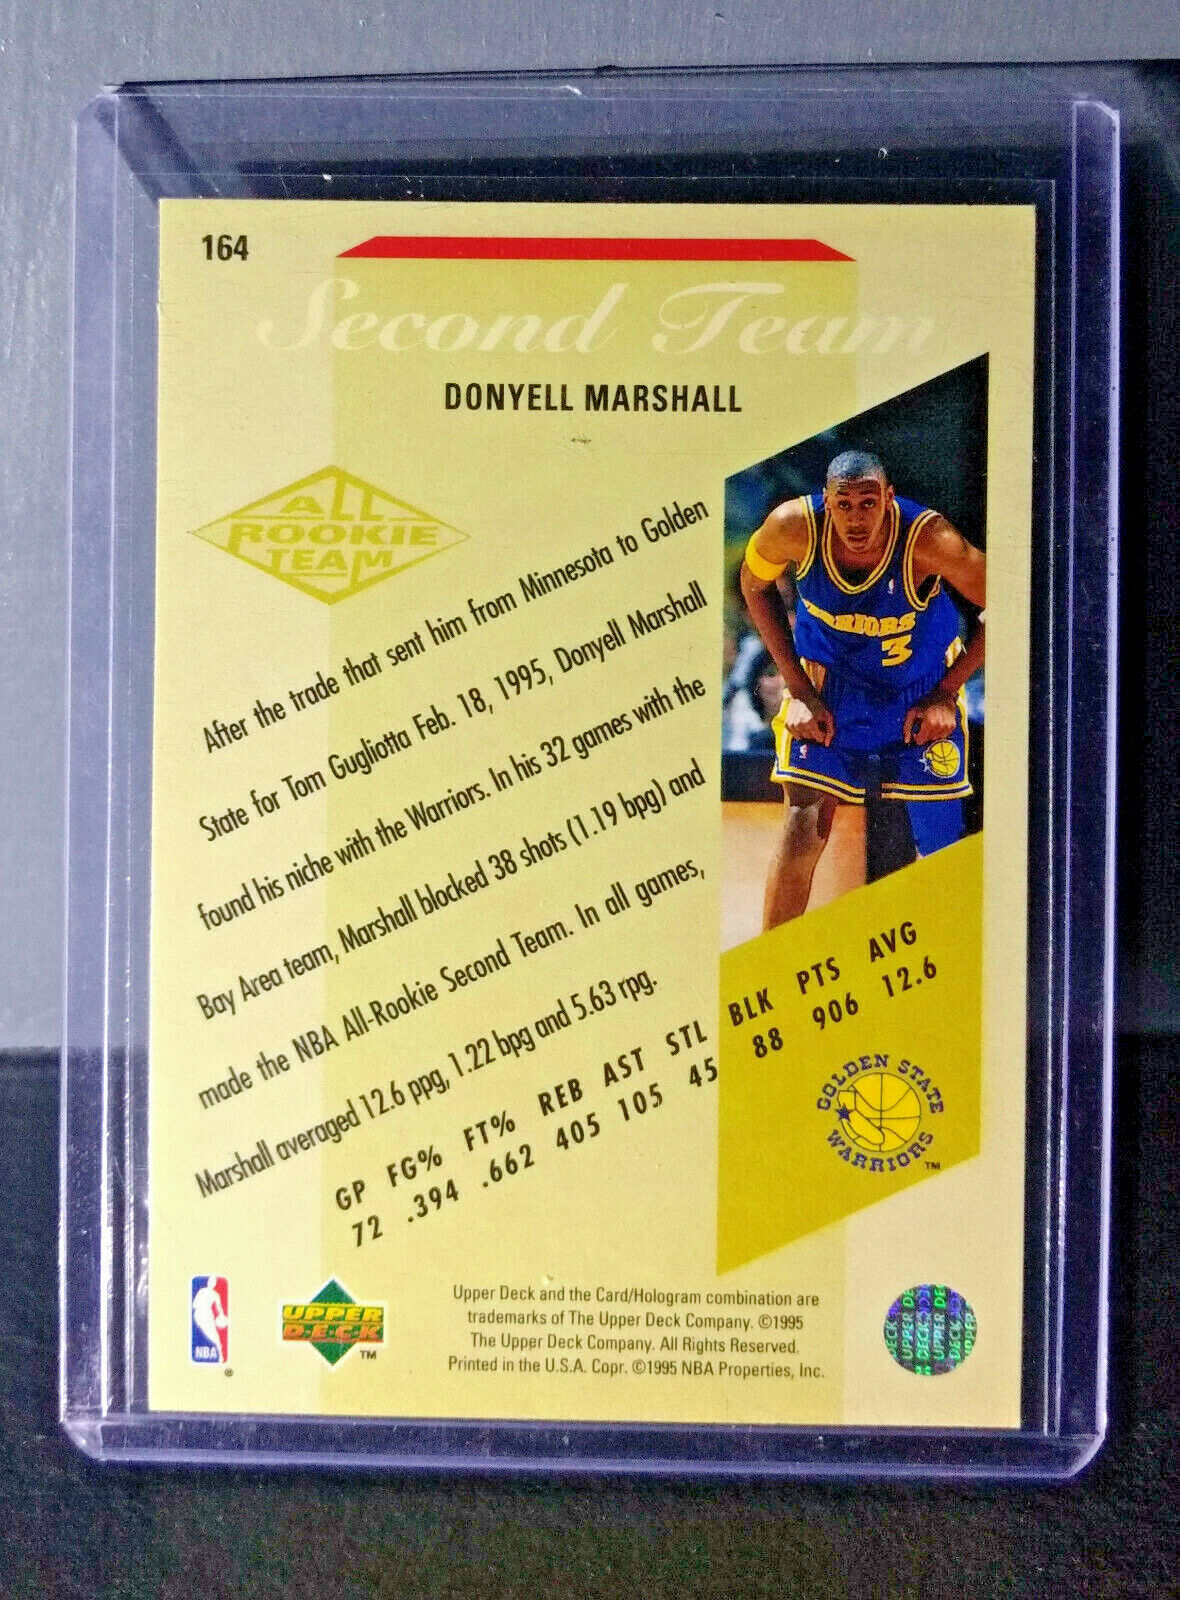 164
Second Team
DONYELL MARSHALL
ALL
ROOKIE
TEAM
After the trade that sent him from Minnesota to Golden
State for Tom Gugliotta Feb. 18, 1995, Donyell Marshall
found his niche with the Warriors. In his 32 games with the
Bay Area team, Marshall blocked 38 shots (1.19 bpg) and
made the NBA All-Rookie Second Team. In all games,
Marshall averaged 12.6 ppg, 1.22 bpg and 5.63 rpg.
GP FG% FT% REB AST STL BLK PTS AVG
72 .394 .662 405 105 45 88 906 12.6
3
GOLDEN STATE
WARRIORS
TM
NBA
®
UPPER
DECK
TM
Upper Deck and the Card/Hologram combination are
trademarks of The Upper Deck Company. ©1995
The Upper Deck Company. All Rights Reserved.
Printed in the U.S.A. Copr. ©1995 NBA Properties, Inc.
UPPER DE
DECK
UPPER